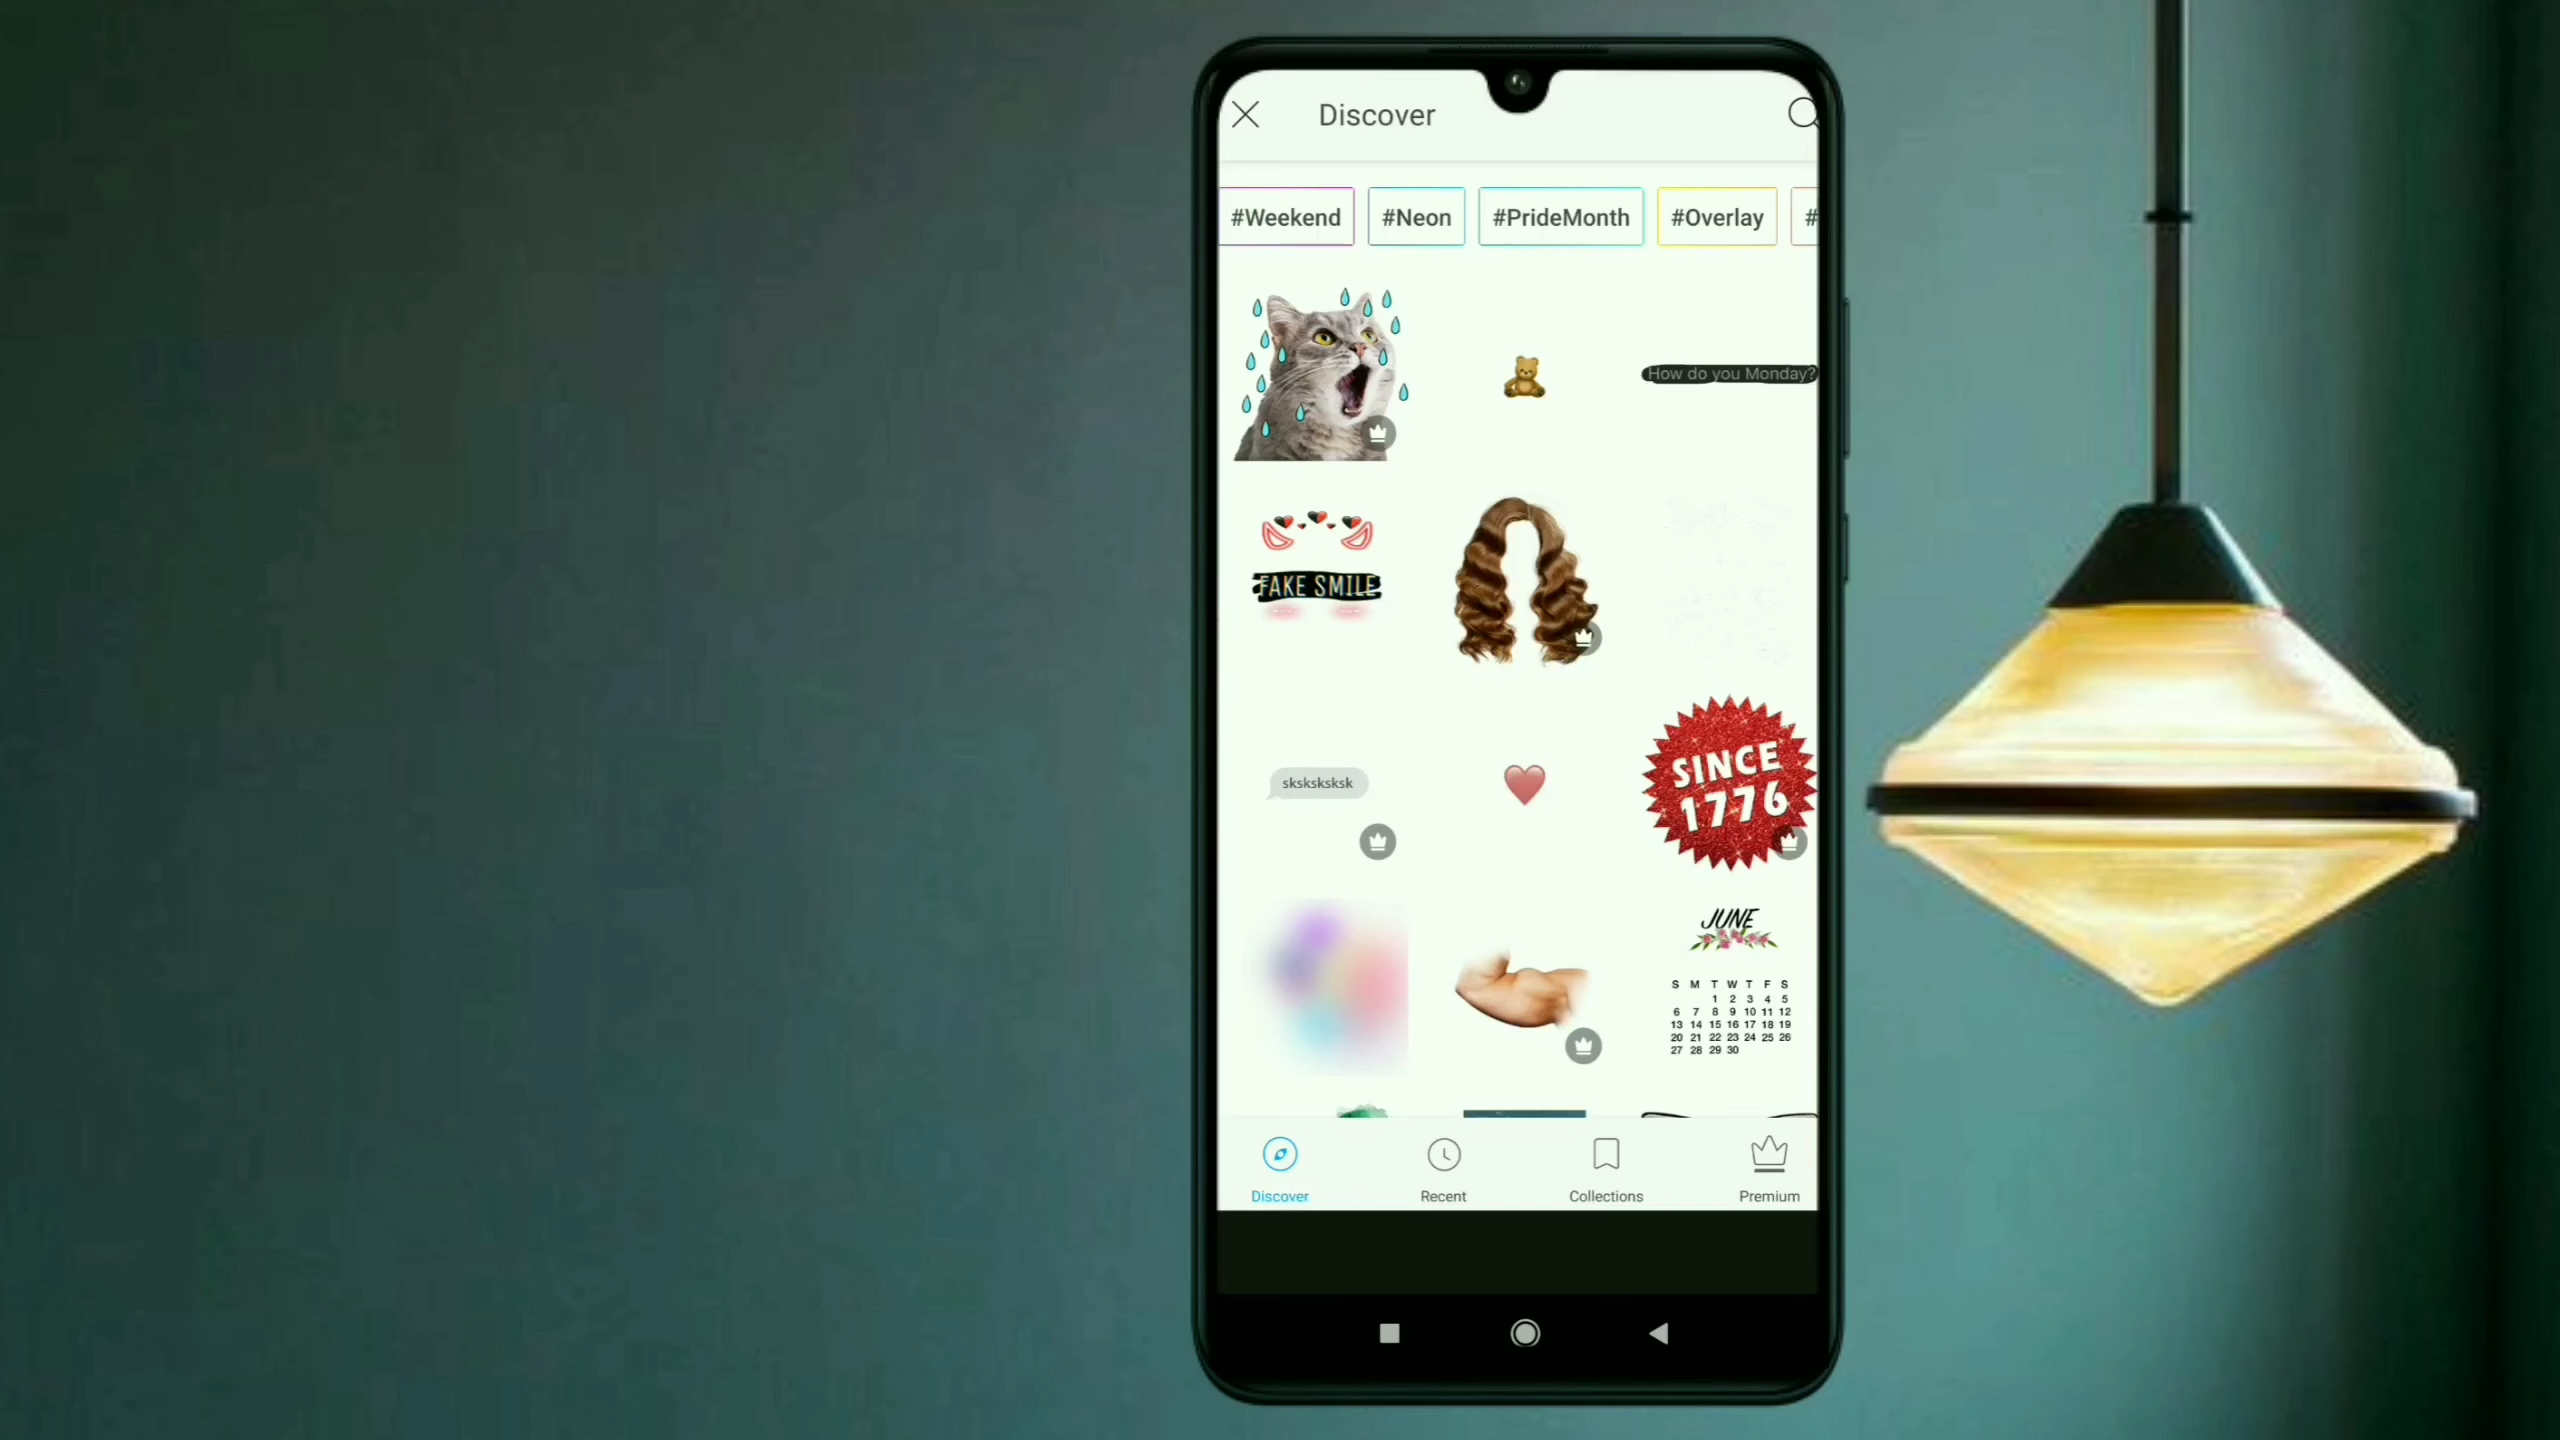 Discover
#Weekend #Neon #PrideMonth #Overlay #
How do you Monday?
FAKE SMILE
sksksksksk
SINCE
1776
JUNE
S M T W T F S
1 2 3 4 5
6 7 8 9 10 11 12
13 14 15 16 17 18 19
20 21 22 23 24 25 26
27 28 29 30
Discover Recent Collections Premium